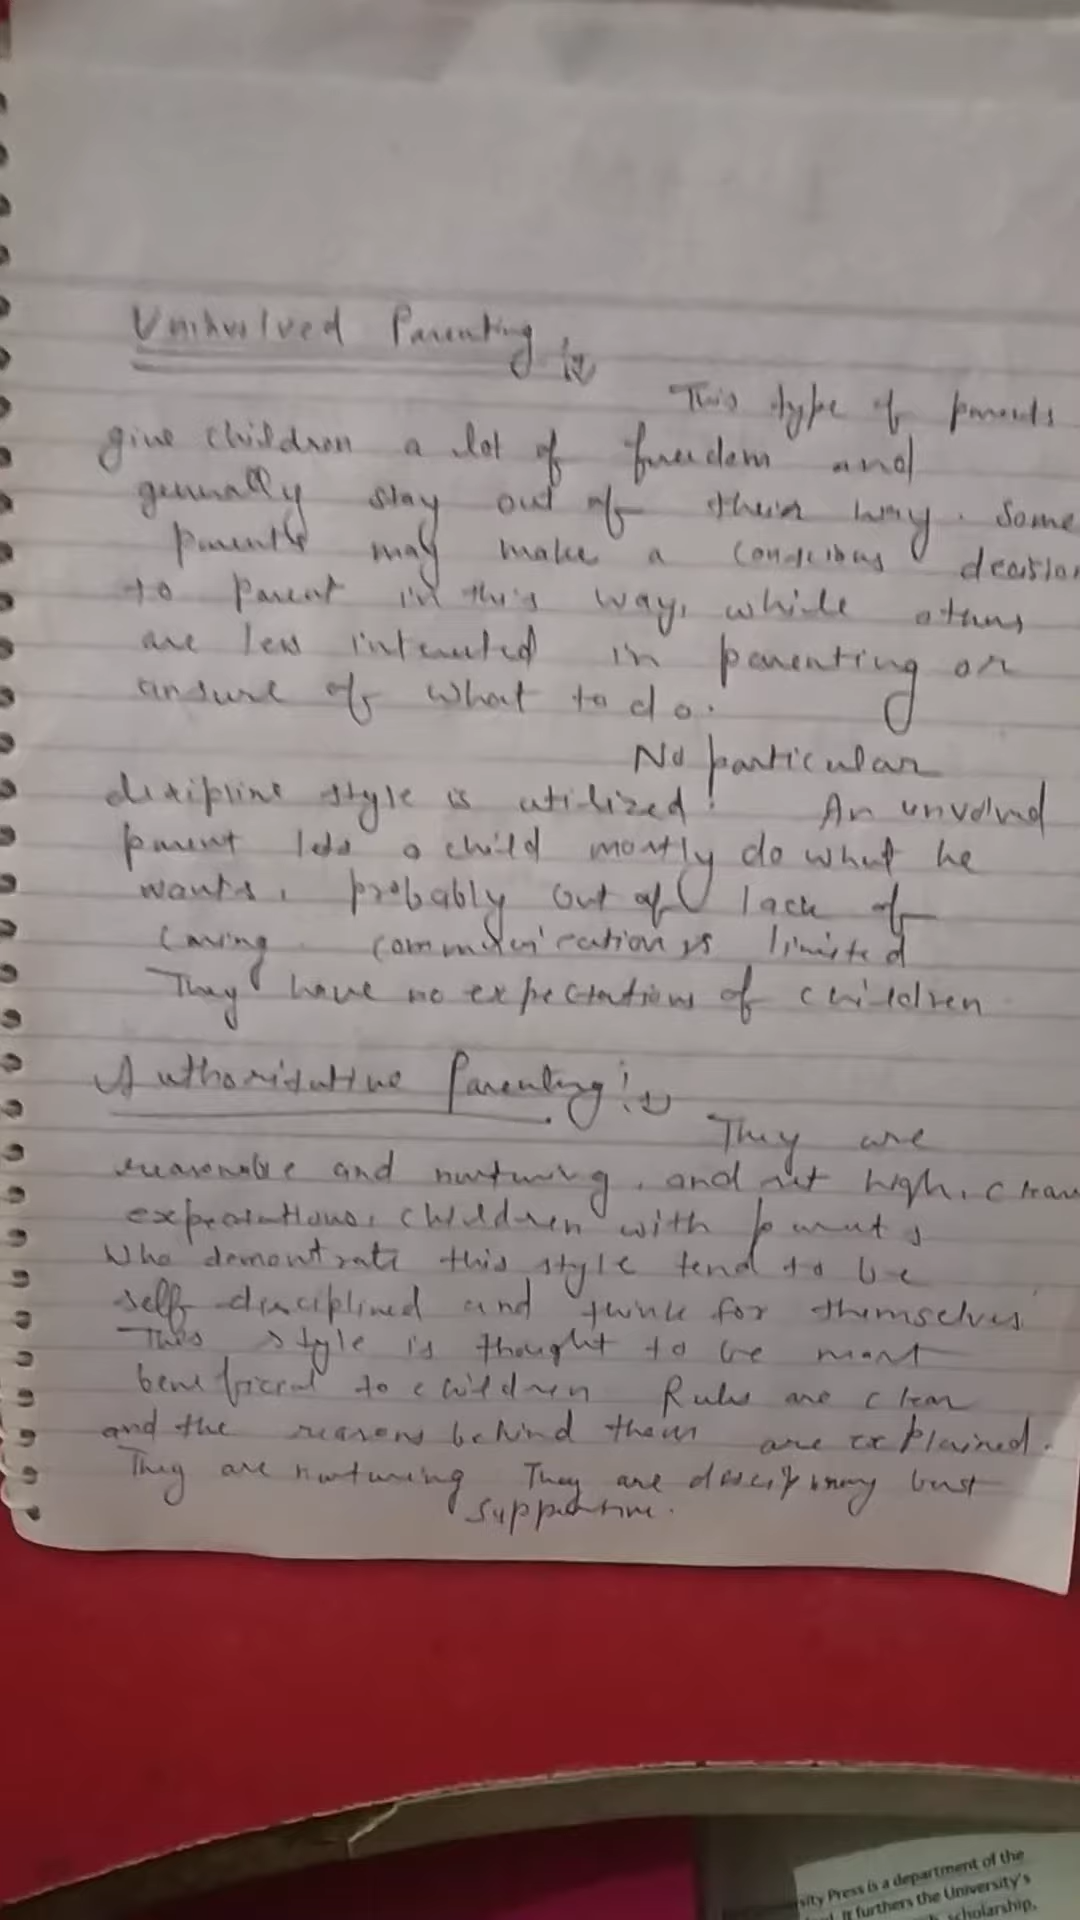 Uninvolved Parenting :-
This type of parents
give children a lot of freedom and
generally stay out of their way. Some
parents may make a conscious decision
to parent in this way, while others
are less interested in parenting or
unsure of what to do.
No particular
discipline style is utilized! An unvolved
parent lets a child mostly do what he
wants, probably out of lack of
caring. communication is limited
They have no expectations of children
Authoritative Parenting :-
They are
reasonable and nurturing, and set high, clear
expectations. Children with parents
who demontrate this style tend to be
self-disciplined and think for themselves
This style is thought to be most
beneficial to children Rules are clear
and the reasons behind them are explained.
They are nurturing They are but
supportive.
sity Press is a department of the
It furthers the University's
scholarship,